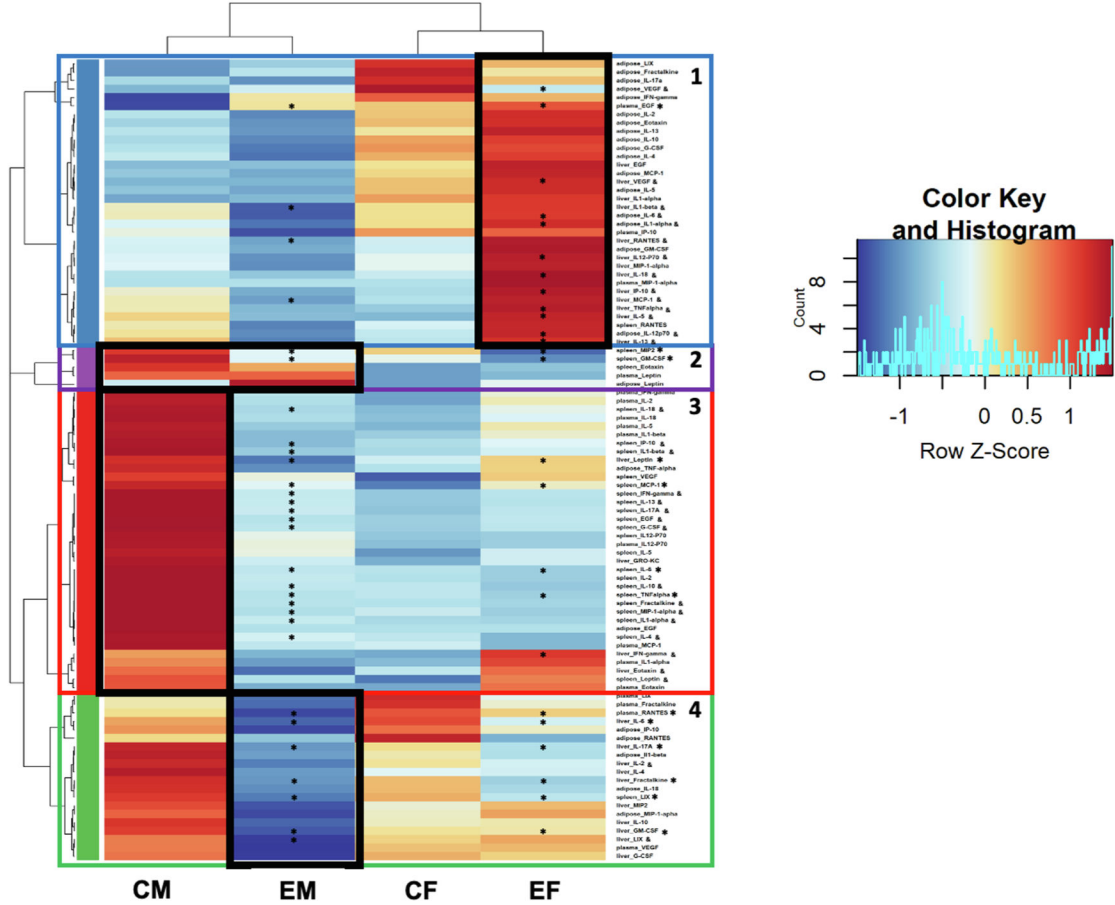 1
adipose_LIX
adipose_Fractalkine
adipose_IL-17a
adipose_VEGF &
adipose_IFN-gamma
plasma_EGF *
adipose_IL-2
adipose_Eotaxin
adipose_IL-13
adipose_IL-10
adipose_G-CSF
adipose_IL-4
liver_EGF
adipose_MCP-1
liver_VEGF &
adipose_IL-5
liver_IL1-alpha
liver_IL1-beta &
adipose_IL-6 &
adipose_IL1-alpha &
plasma_IP-10
liver_RANTES &
adipose_GM-CSF
liver_IL12-P70 &
liver_MIP-1-alpha
liver_IL-18 &
plasma_MIP-1-alpha
liver_IP-10 &
liver_MCP-1 &
liver_TNFalpha &
liver_IL-5 &
spleen_RANTES
adipose_IL-12p70 &
liver_IL-13 &
2
spleen_MIP2 *
spleen_GM-CSF *
spleen_Eotaxin
plasma_Leptin
adipose_Leptin
3
plasma_IFN-gamma
plasma_IL-2
spleen_IL-18 &
plasma_IL-18
plasma_IL-5
plasma_IL1-beta
spleen_IP-10 &
spleen_IL1-beta &
liver_Leptin *
adipose_TNF-alpha
spleen_VEGF
spleen_MCP-1 *
spleen_IFN-gamma &
spleen_IL-13 &
spleen_IL-17A &
spleen_EGF &
spleen_G-CSF &
spleen_IL12-P70
plasma_IL12-P70
spleen_IL-5
liver_GRO-KC
spleen_IL-6 *
spleen_IL-2
spleen_IL-10 &
spleen_TNFalpha *
spleen_Fractalkine &
spleen_MIP-1-alpha &
spleen_IL1-alpha &
adipose_EGF
spleen_IL-4 &
plasma_MCP-1
liver_IFN-gamma &
plasma_IL1-alpha
liver_Eotaxin &
spleen_Leptin &
plasma_Eotaxin
4
plasma_LIX
plasma_Fractalkine
plasma_RANTES *
liver_IL-6 *
adipose_IP-10
adipose_RANTES
liver_IL-17A *
adipose_Il1-beta
liver_IL-2 &
liver_IL-4
liver_Fractalkine *
adipose_IL-18
spleen_LIX *
liver_MIP2
adipose_MIP-1-apha
liver_IL-10
liver_GM-CSF *
liver_LIX &
plasma_VEGF
liver_G-CSF
CM EM CF EF
Color Key
and Histogram
Count
0 4 8
-1 0 0.5 1
Row Z-Score